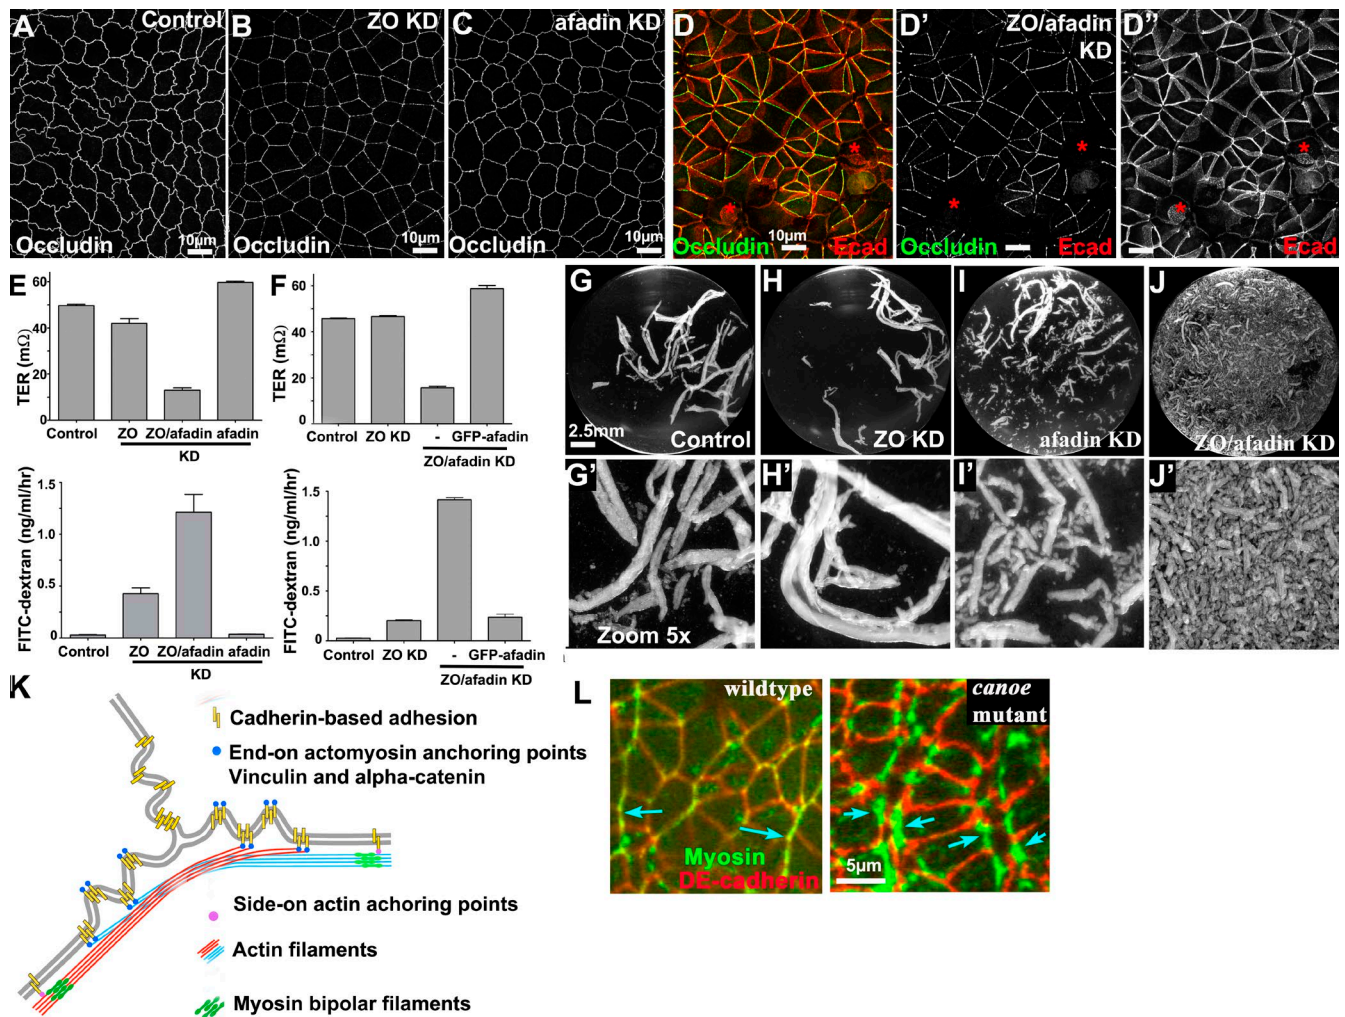 A
Control
10µm
Occludin
B
ZO KD
10µm
Occludin
C
afadin KD
10µm
Occludin
D
10µm
Occludin
Ecad
D'
ZO/afadin
KD
*
*
Occludin
Ecad
D''
*
*
Ecad
E
60
40
20
0
TER (mΩ)
Control
ZO
ZO/afadin
afadin
KD
1.5
1.0
0.5
0
FITC-dextran (ng/ml/hr)
Control
ZO
ZO/afadin
afadin
KD
F
60
40
20
0
TER (mΩ)
Control
ZO KD
-
GFP-afadin
ZO/afadin KD
1.5
1.0
0.5
0
FITC-dextran (ng/ml/hr)
Control
ZO KD
-
GFP-afadin
ZO/afadin KD
G
2.5mm
Control
H
ZO KD
I
afadin KD
J
ZO/afadin KD
G'
Zoom 5x
H'
I'
J'
K
Cadherin-based adhesion
End-on actomyosin anchoring points
Vinculin and alpha-catenin
Side-on actin achoring points
Actin filaments
Myosin bipolar filaments
L
wildtype
Myosin
DE-cadherin
canoe
mutant
5µm